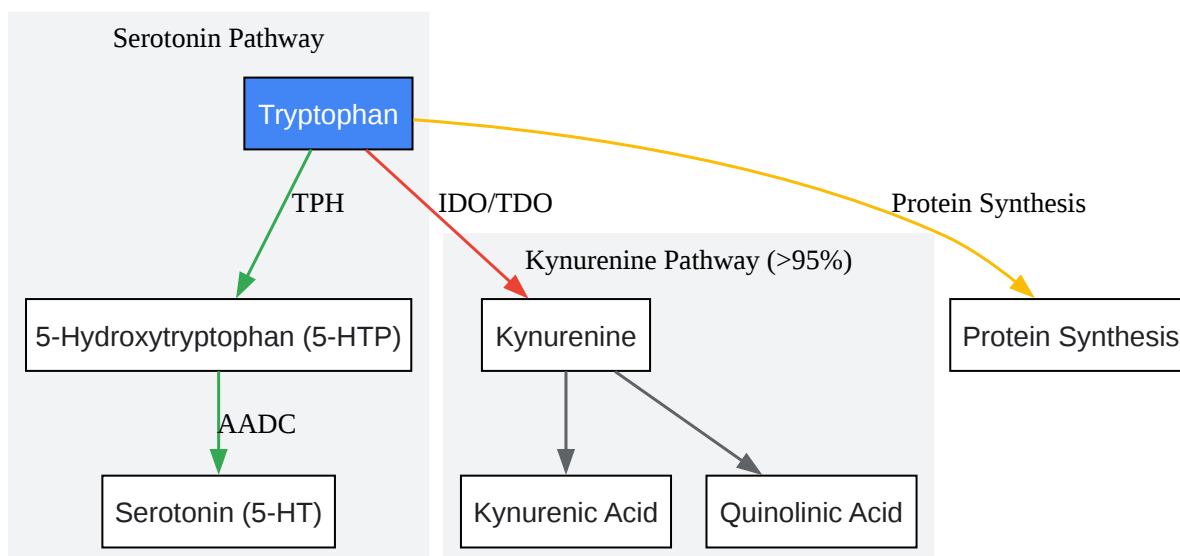 Serotonin Pathway
Tryptophan
TPH
IDO/TDO
Protein Synthesis
Kynurenine Pathway (>95%)
5-Hydroxytryptophan (5-HTP)
Kynurenine
Protein Synthesis
AADC
Serotonin (5-HT)
Kynurenic Acid
Quinolinic Acid